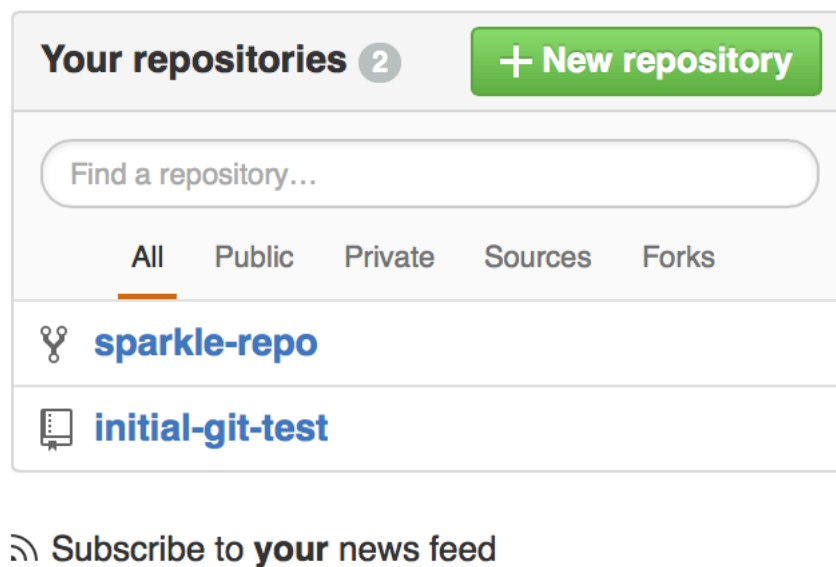 Your repositories 2 + New repository
Find a repository...
All Public Private Sources Forks
sparkle-repo
initial-git-test
Subscribe to your news feed